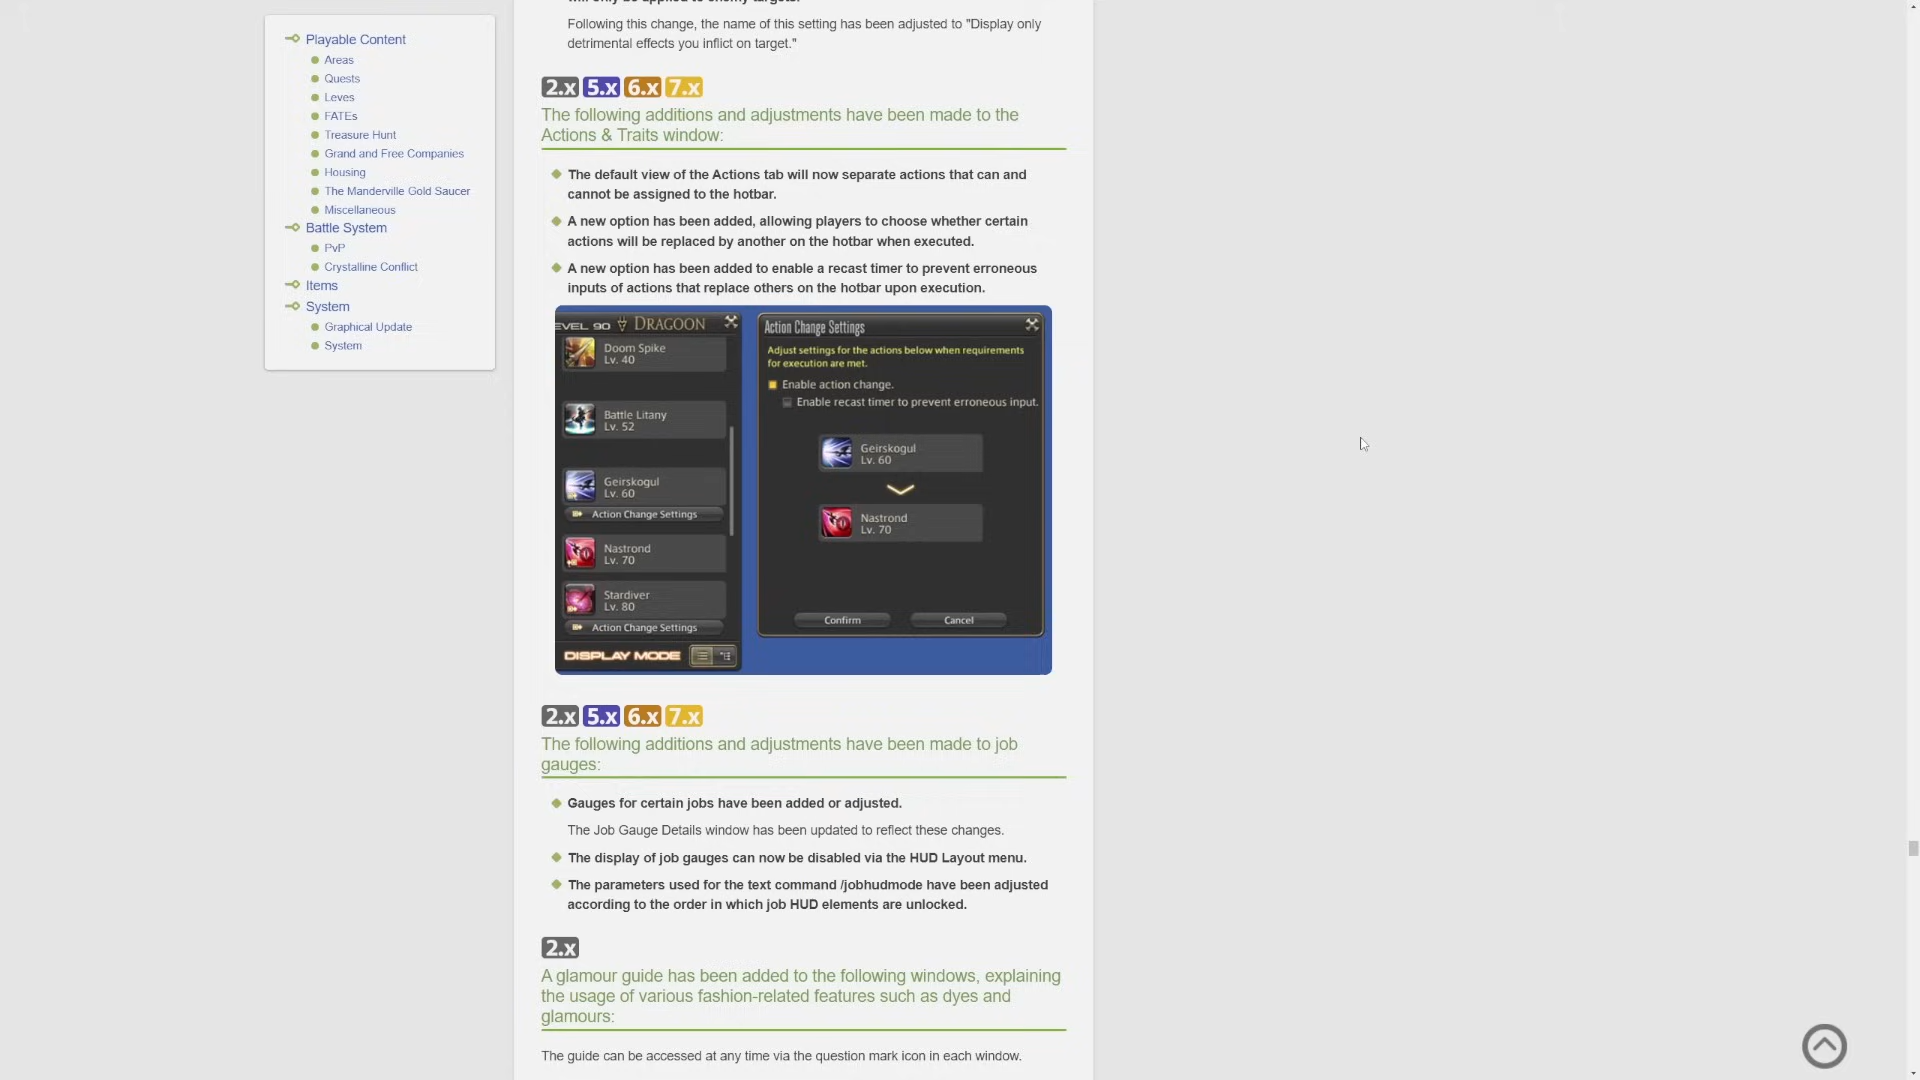 Playable Content
Areas
Quests
Leves
FATEs
Treasure Hunt
Grand and Free Companies
Housing
The Manderville Gold Saucer
Miscellaneous
Battle System
PvP
Crystalline Conflict
Items
System
Graphical Update
System
will only be applied to enemy targets.
Following this change, the name of this setting has been adjusted to "Display only
detrimental effects you inflict on target."
2.x 5.x 6.x 7.x
The following additions and adjustments have been made to the
Actions & Traits window:
The default view of the Actions tab will now separate actions that can and
cannot be assigned to the hotbar.
A new option has been added, allowing players to choose whether certain
actions will be replaced by another on the hotbar when executed.
A new option has been added to enable a recast timer to prevent erroneous
inputs of actions that replace others on the hotbar upon execution.
EVEL 90 DRAGOON
Doom Spike
Lv. 40
Battle Litany
Lv. 52
Geirskogul
Lv. 60
Action Change Settings
Nastrond
Lv. 70
Stardiver
Lv. 80
Action Change Settings
DISPLAY MODE
Action Change Settings
Adjust settings for the actions below when requirements
for execution are met.
Enable action change.
Enable recast timer to prevent erroneous input.
Geirskogul
Lv. 60
Nastrond
Lv. 70
Confirm Cancel
2.x 5.x 6.x 7.x
The following additions and adjustments have been made to job
gauges:
Gauges for certain jobs have been added or adjusted.
The Job Gauge Details window has been updated to reflect these changes.
The display of job gauges can now be disabled via the HUD Layout menu.
The parameters used for the text command /jobhudmode have been adjusted
according to the order in which job HUD elements are unlocked.
2.x
A glamour guide has been added to the following windows, explaining
the usage of various fashion-related features such as dyes and
glamours:
The guide can be accessed at any time via the question mark icon in each window.